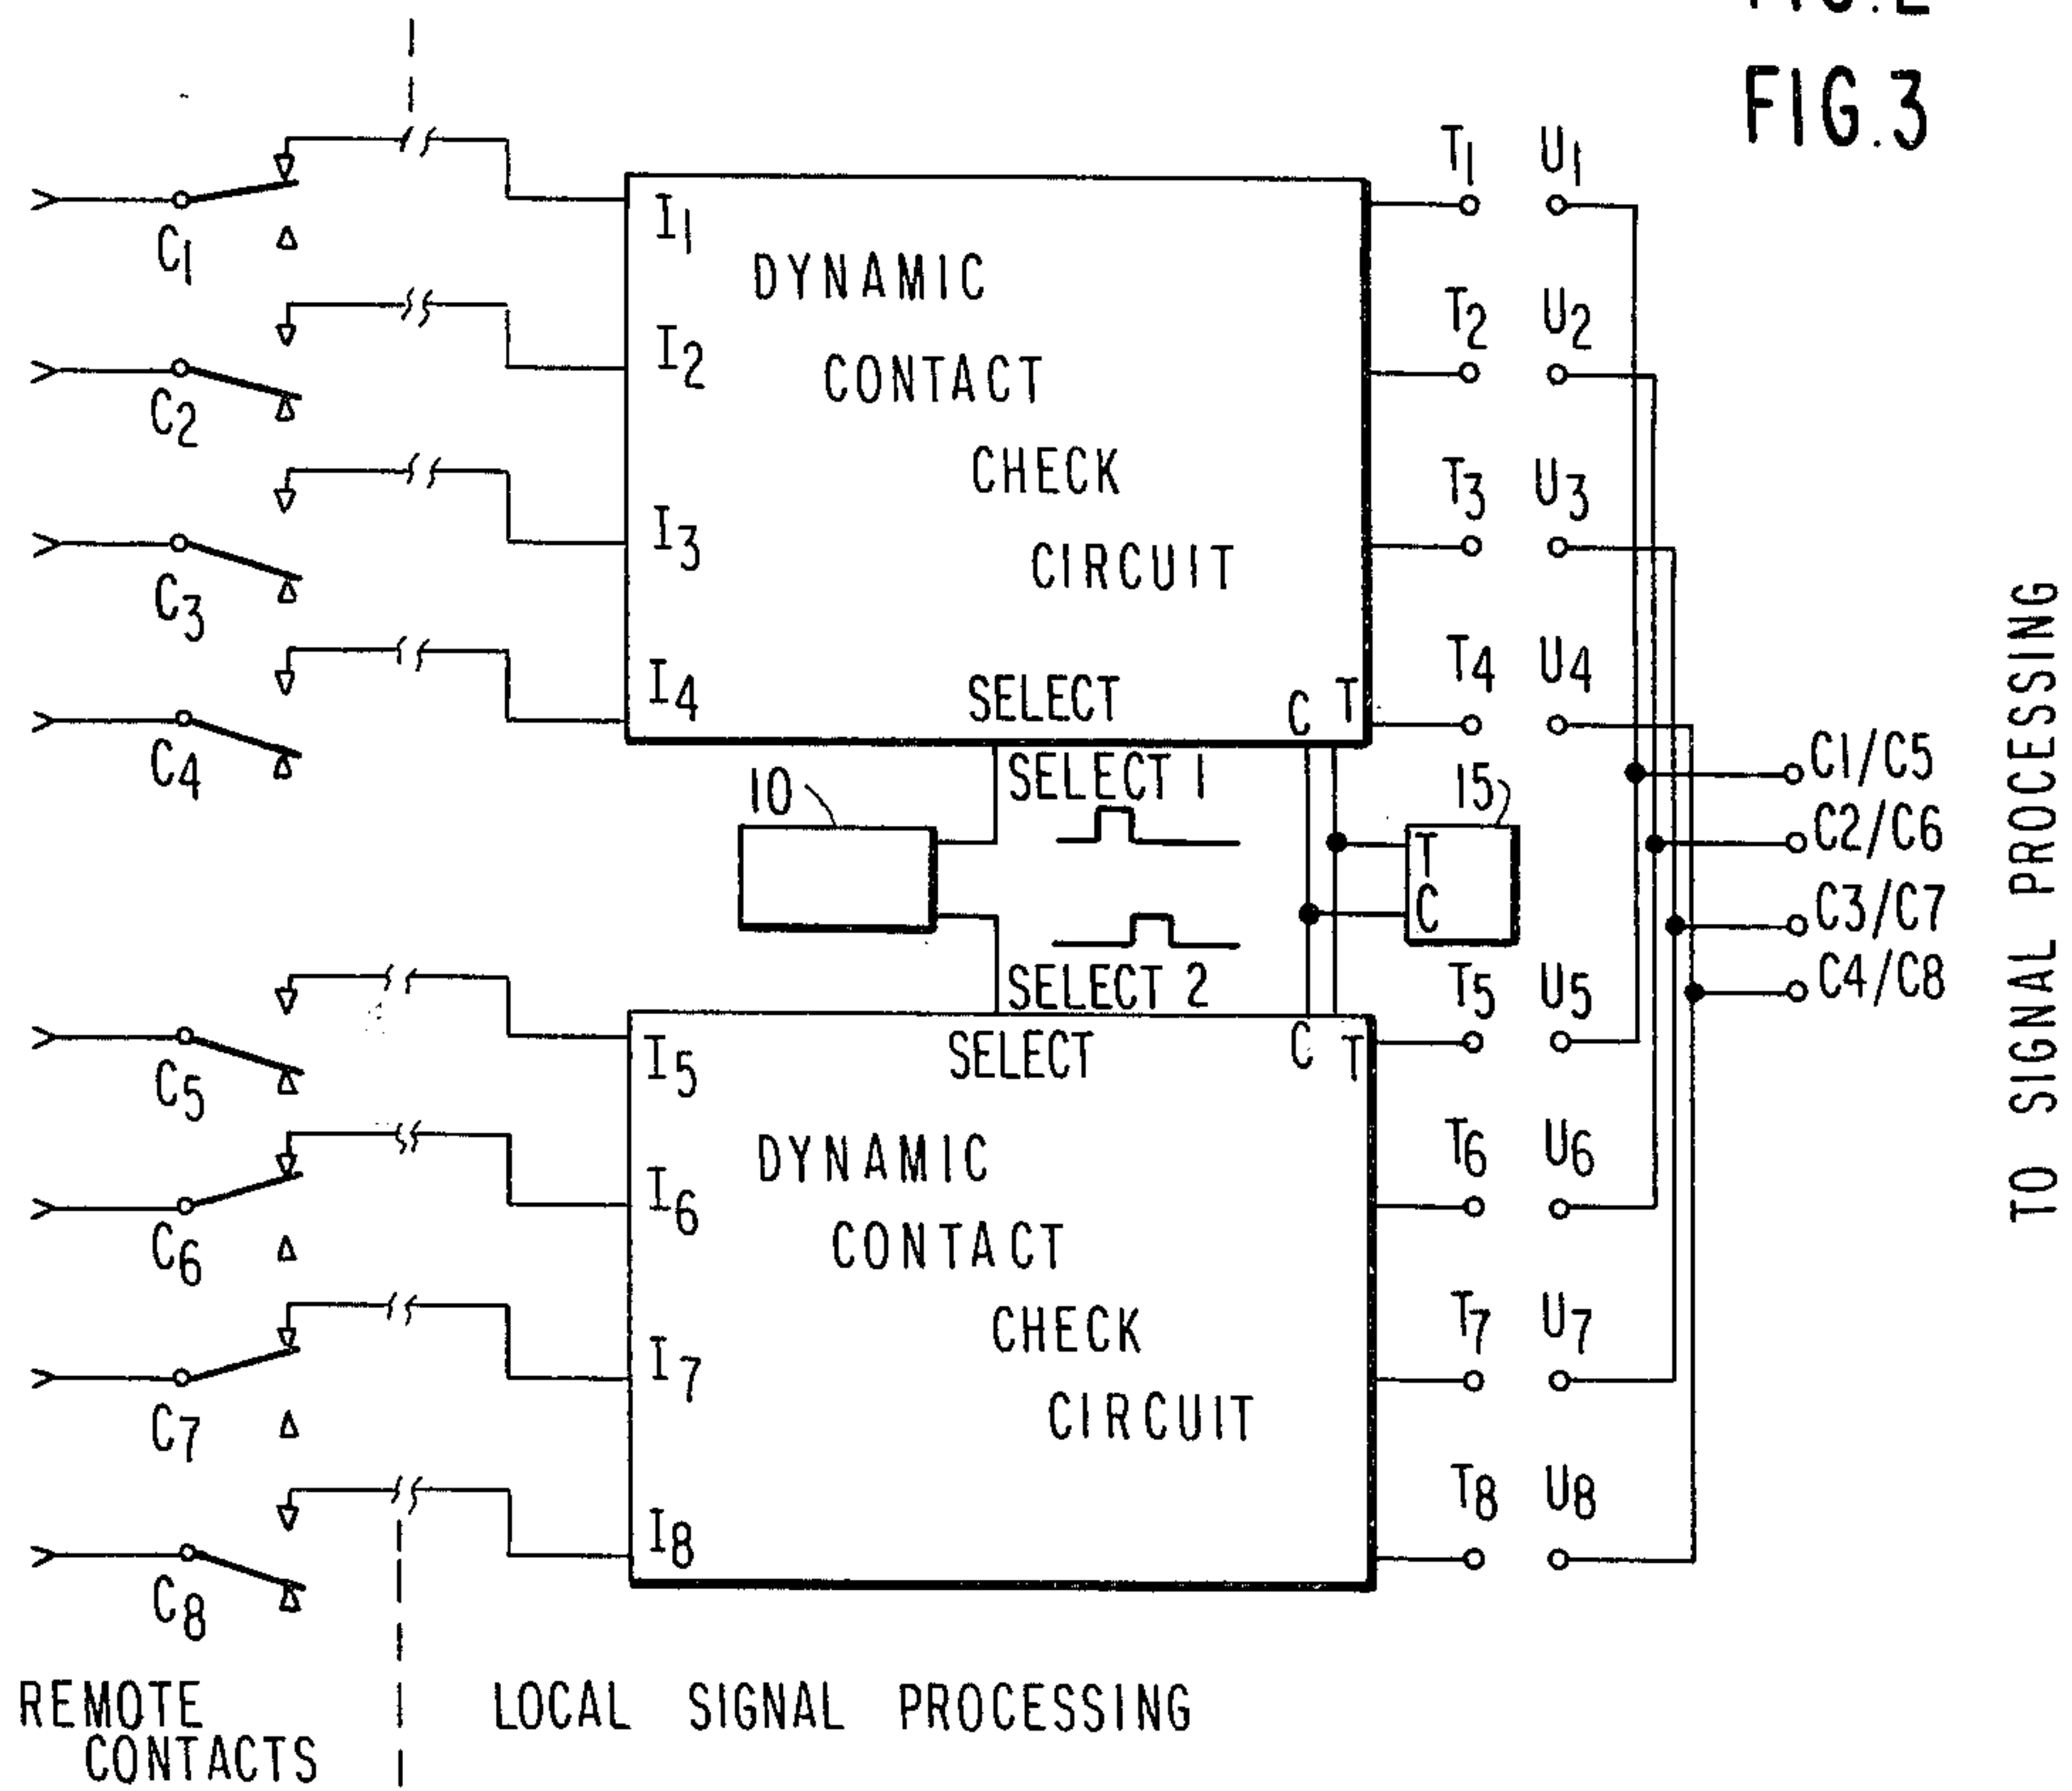 FIG.2
FIG.3
C1
C2
C3
C4
I1
I2
I3
I4
DYNAMIC
CONTACT
CHECK
CIRCUIT
SELECT
C T
T1 U1
T2 U2
T3 U3
T4 U4
10
SELECT 1
SELECT 2
15
T
C
C1/C5
C2/C6
C3/C7
C4/C8
TO SIGNAL PROCESSING
C5
C6
C7
C8
I5
I6
I7
I8
SELECT
C T
DYNAMIC
CONTACT
CHECK
CIRCUIT
T5 U5
T6 U6
T7 U7
T8 U8
REMOTE
CONTACTS
LOCAL SIGNAL PROCESSING